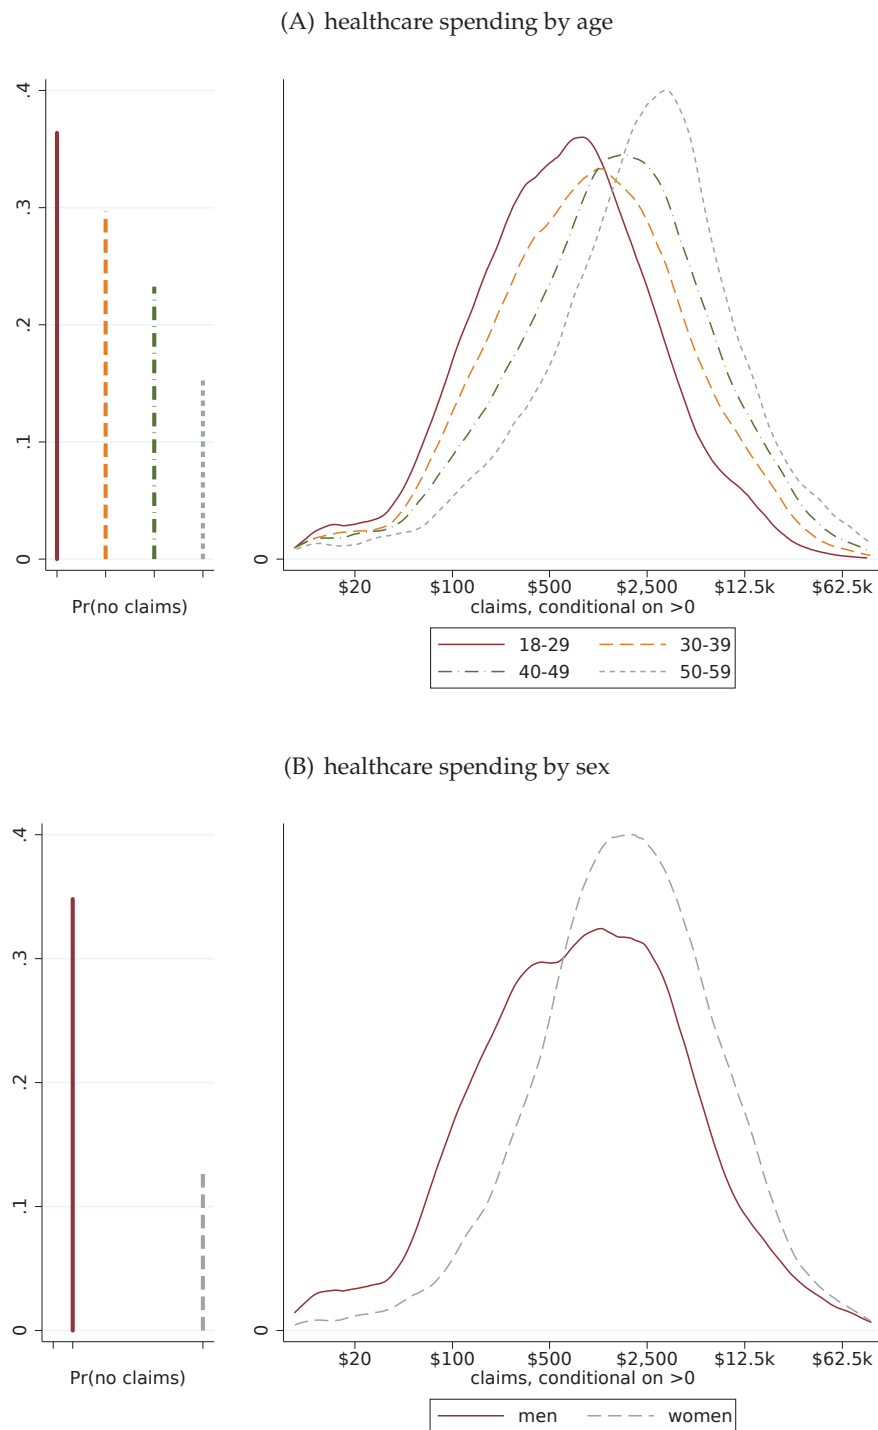 (A) healthcare spending by age
.4
.3
.2
.1
0
Pr(no claims)
0
$20 $100 $500 $2,500 $12.5k $62.5k
claims, conditional on >0
18-29 30-39
40-49 50-59
(B) healthcare spending by sex
.4
.3
.2
.1
0
Pr(no claims)
0
$20 $100 $500 $2,500 $12.5k $62.5k
claims, conditional on >0
men women